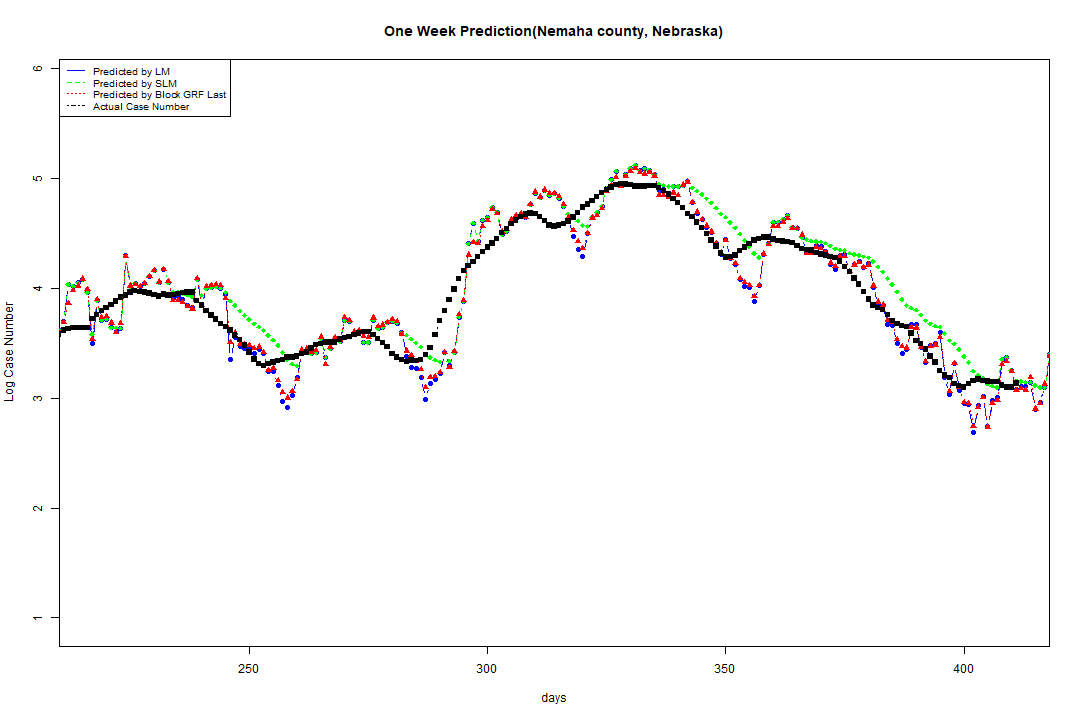 One Week Prediction(Nemaha county, Nebraska)
Predicted by LM
Predicted by SLM
Predicted by Block GRF Last
Actual Case Number
6
5
4
3
2
1
Log Case Number
250 300 350 400
days